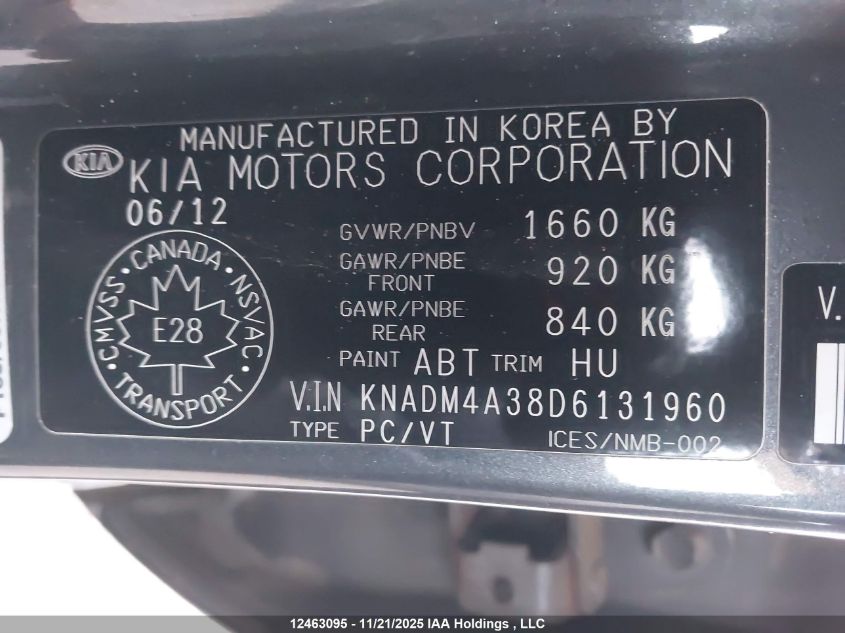 MANUFACTURED IN KOREA BY
KIA KIA MOTORS CORPORATION
06/12
GVWR/PNBV 1660 KG
GAWR/PNBE FRONT 920 KG
GAWR/PNBE REAR 840 KG
PAINT ABT TRIM HU
CMVSS • CANADA • NSVAC • TRANSPORT •
E28
V.I.N KNADM4A38D6131960
TYPE PC/VT ICES/NMB-002
V.
12463095 - 11/21/2025 IAA Holdings , LLC